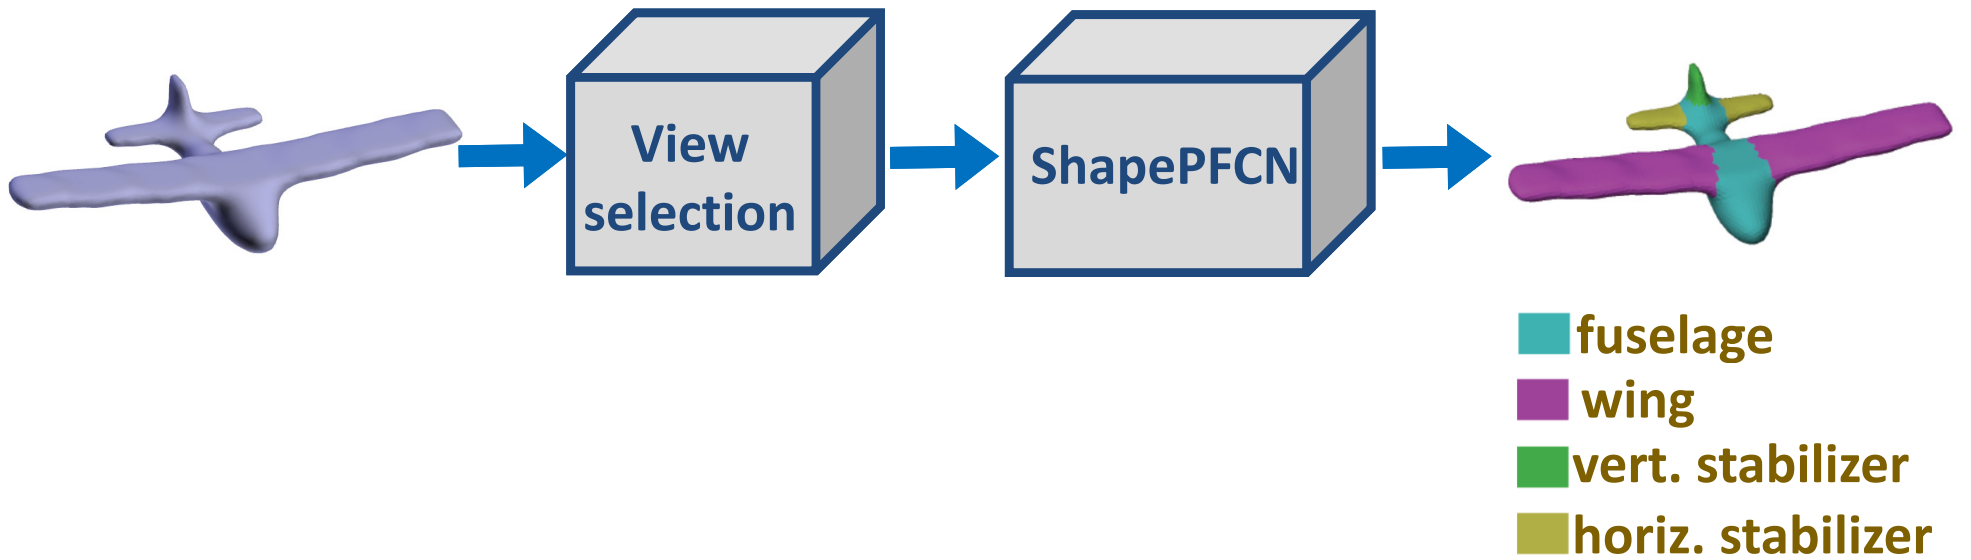 View
selection
ShapePFCN
fuselage
wing
vert. stabilizer
horiz. stabilizer